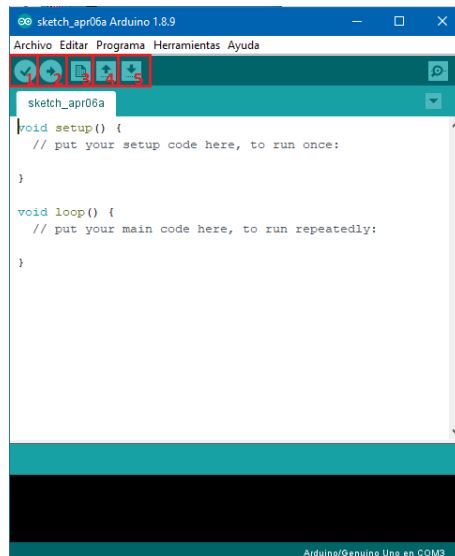 sketch_apr06a Arduino 1.8.9
Archivo Editar Programa Herramientas Ayuda
1 2 3 4 5
sketch_apr06a
void setup() {
// put your setup code here, to run once:
}
void loop() {
// put your main code here, to run repeatedly:
}
Arduino/Genuino Uno en COM3